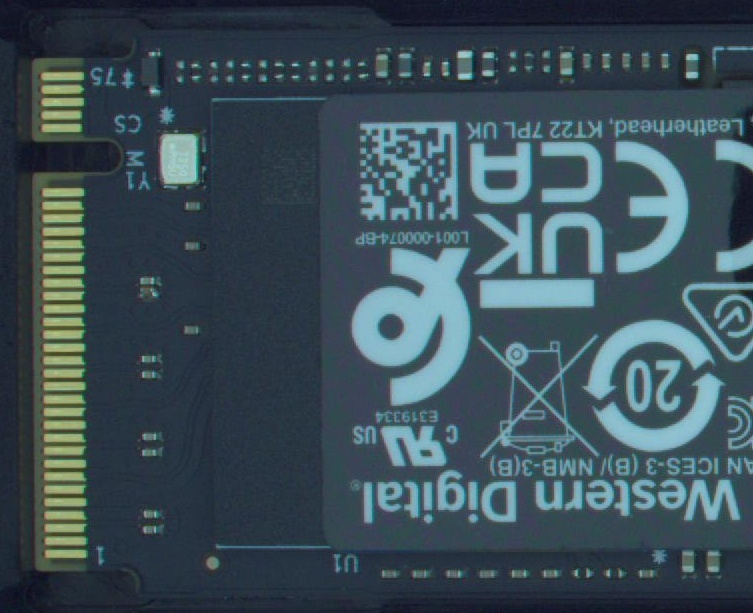 U1
1
Western Digital®
AN ICES-3 (B)/ NMB-3(B)
C US
E319334
20
L001-000074-BP
UK
CA
CE
Leatherhead, KT22 7PL UK
Y1
M
CS
75